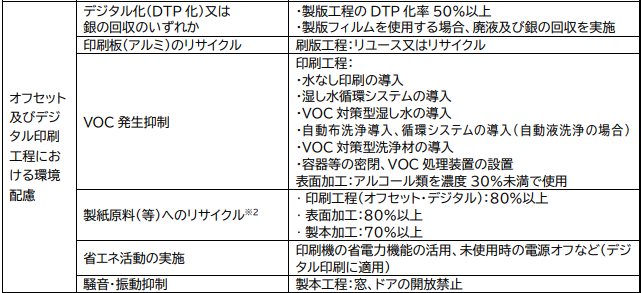 オフセット
及びデジ
タル印刷
工程にお
ける環境
配慮
デジタル化（DTP 化）又は
銀の回収のいずれか
・製版工程の DTP 化率 50％以上
・製版フィルムを使用する場合、廃液及び銀の回収を実施
印刷板（アルミ）のリサイクル
刷版工程：リユース又はリサイクル
VOC 発生抑制
印刷工程：
・水なし印刷の導入
・湿し水循環システムの導入
・VOC 対策型湿し水の導入
・自動布洗浄導入、循環システムの導入（自動液洗浄の場合）
・VOC 対策型洗浄材の導入
・容器等の密閉、VOC 処理装置の設置
表面加工：アルコール類を濃度 30％未満で使用
製紙原料（等）へのリサイクル※2
・印刷工程（オフセット・デジタル）：80％以上
・表面加工：80％以上
・製本加工：70％以上
省エネ活動の実施
印刷機の省電力機能の活用、未使用時の電源オフなど（デジ
タル印刷に適用）
騒音・振動抑制
製本工程：窓、ドアの開放禁止